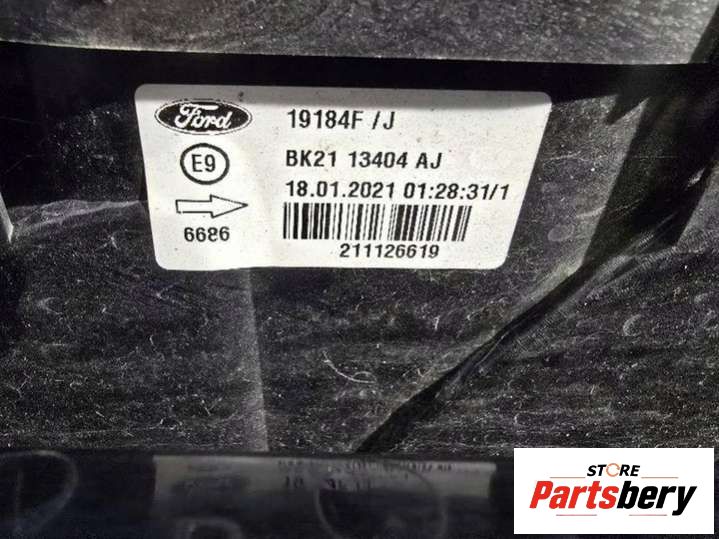 Ford 19184F /J
E9 BK21 13404 AJ
18.01.2021 01:28:31/1
6686
211126619
STORE
Partsbery